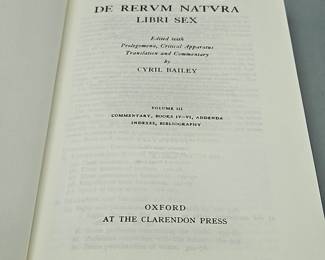 DE RERVM NATVRA
LIBRI SEX
Edited with
Prolegomena, Critical Apparatus
Translation and Commentary
by
CYRIL BAILEY
VOLUME III
COMMENTARY, BOOKS IV–VI, ADDENDA
INDEXES, BIBLIOGRAPHY
OXFORD
AT THE CLARENDON PRESS